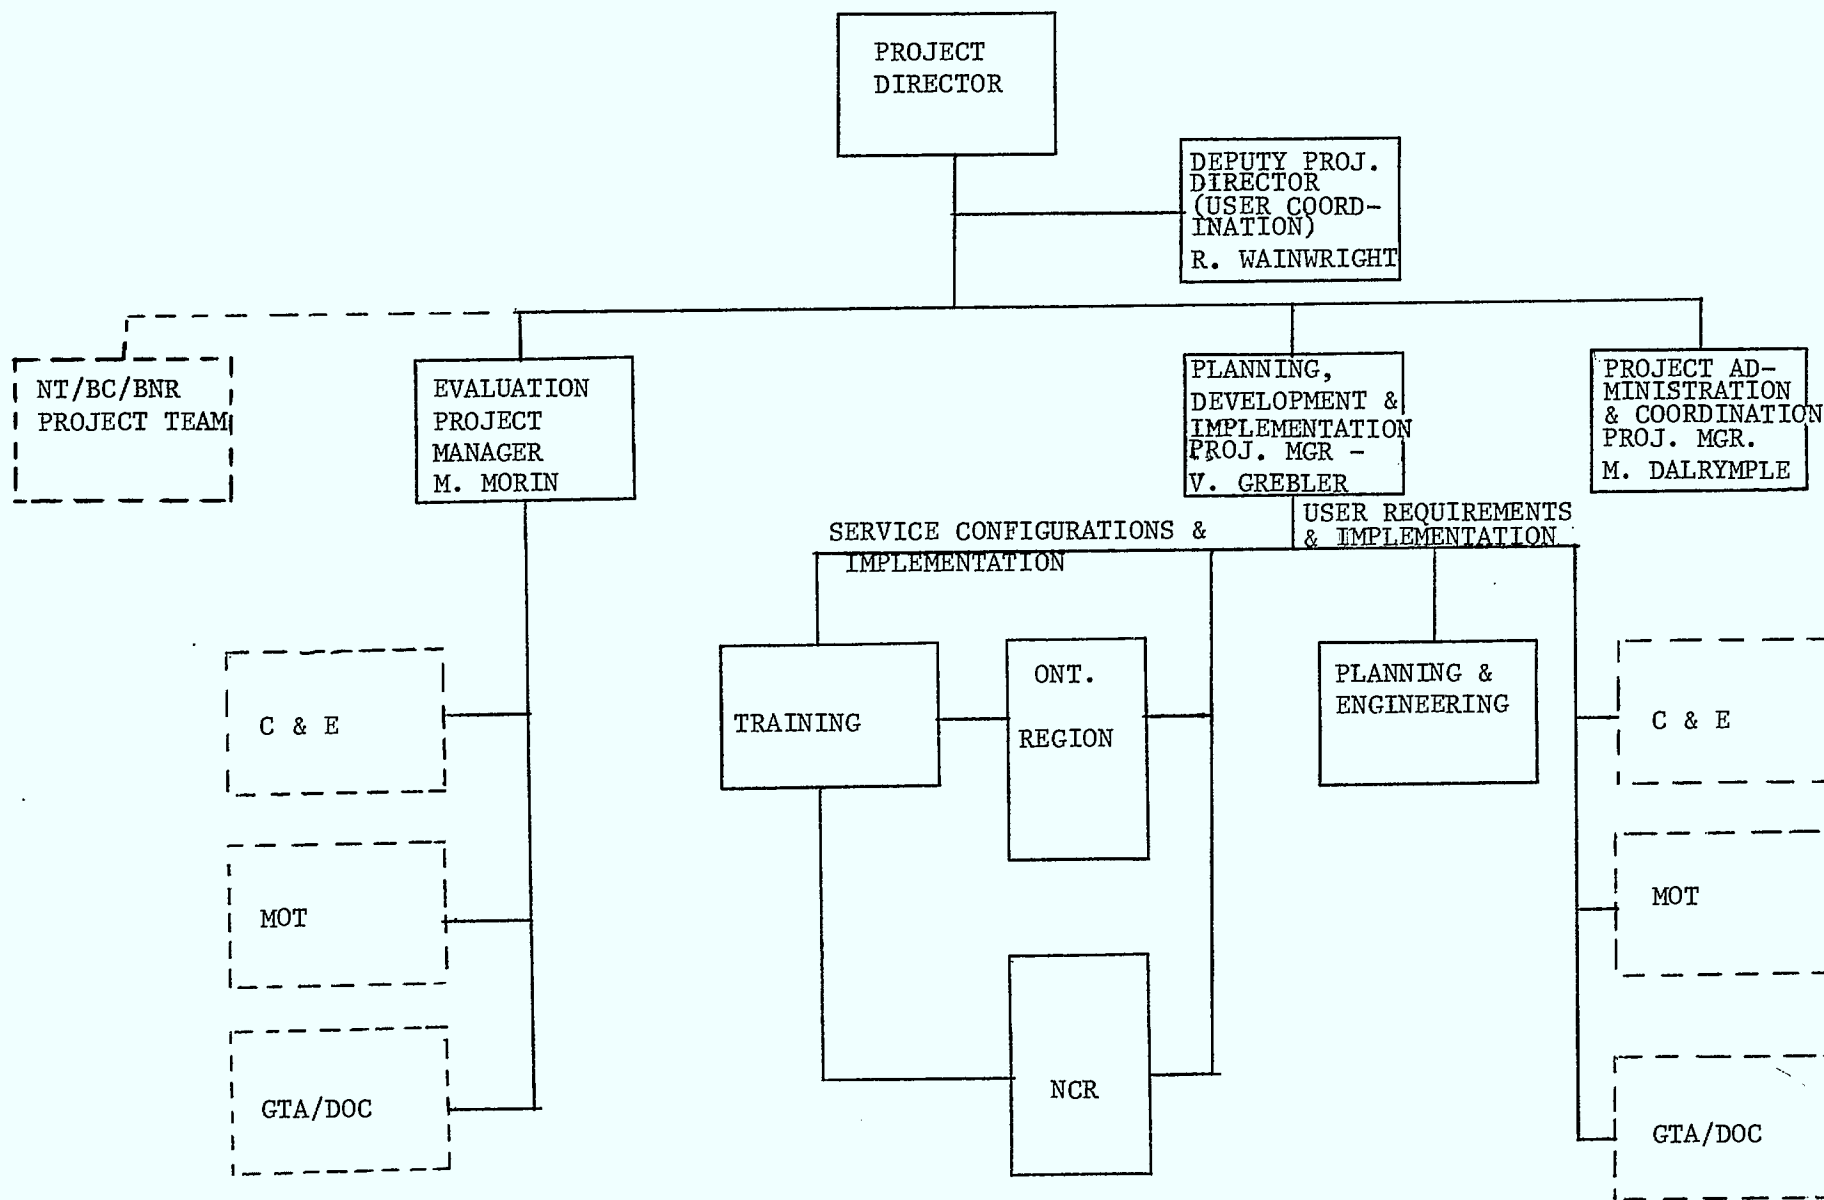 PROJECT
DIRECTOR
DEPUTY PROJ.
DIRECTOR
(USER COORD-
INATION)
R. WAINWRIGHT
NT/BC/BNR
PROJECT TEAM
EVALUATION
PROJECT
MANAGER
M. MORIN
PLANNING,
DEVELOPMENT &
IMPLEMENTATION
PROJ. MGR -
V. GREBLER
PROJECT AD-
MINISTRATION
& COORDINATION
PROJ. MGR.
M. DALRYMPLE
SERVICE CONFIGURATIONS &
IMPLEMENTATION
USER REQUIREMENTS
& IMPLEMENTATION
C & E
MOT
GTA/DOC
TRAINING
ONT.
REGION
NCR
PLANNING &
ENGINEERING
C & E
MOT
GTA/DOC